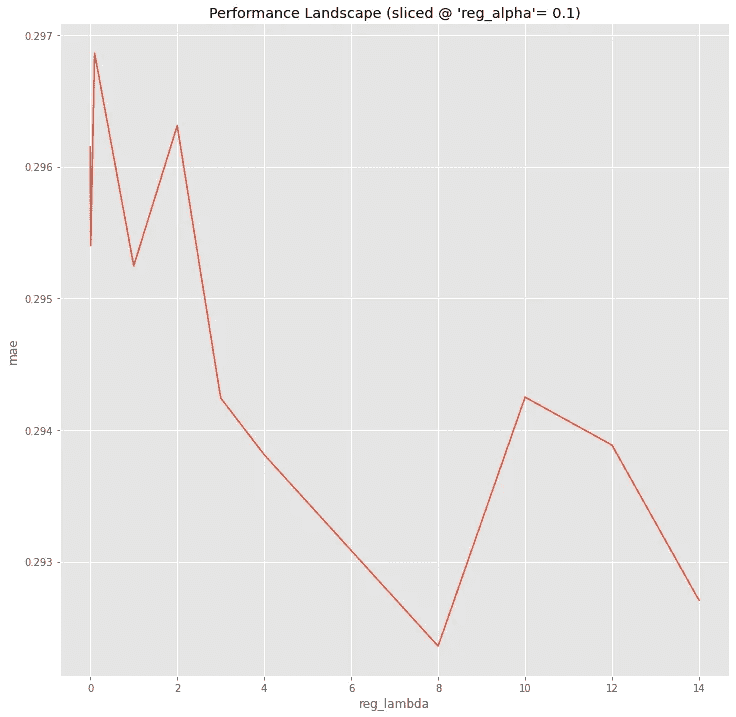 Performance Landscape (sliced @ 'reg_alpha'= 0.1)
0.297
0.296
0.295
0.294
0.293
mae
0 2 4 6 8 10 12 14
reg_lambda